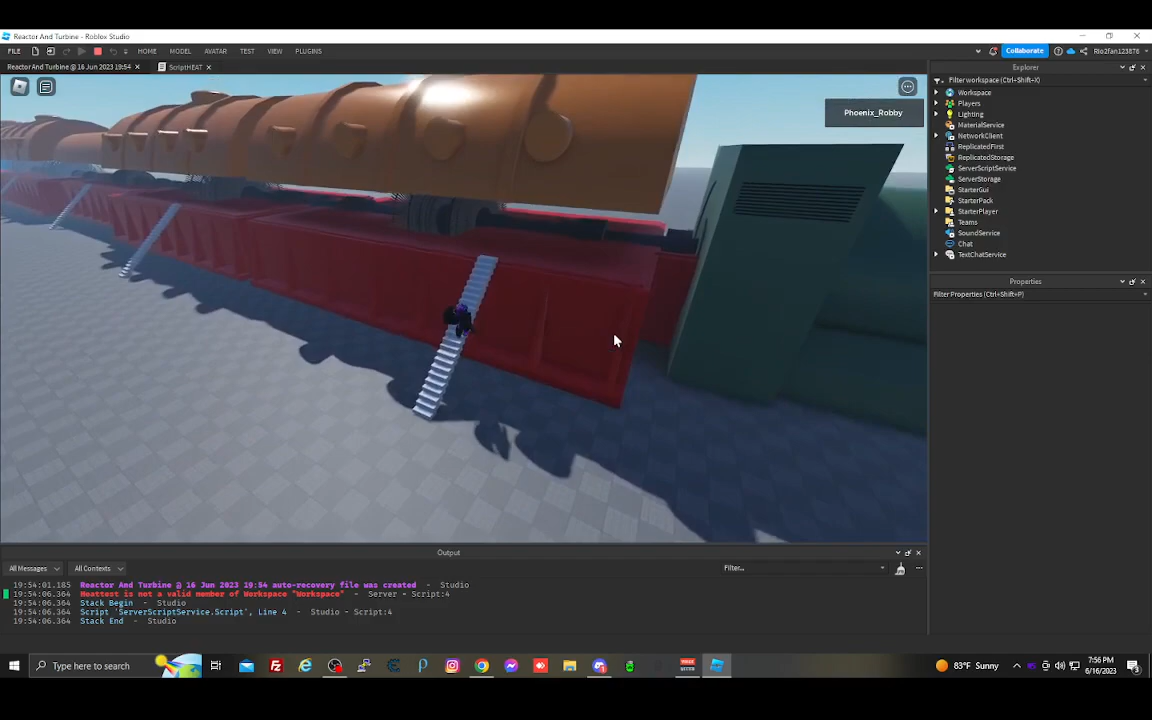 Reactor And Turbine - Roblox Studio
FILE HOME MODEL AVATAR TEST VIEW PLUGINS Collaborate Rio2fan123876
Reactor And Turbine @ 16 Jun 2023 19:54 × ScriptHEAT ×
Explorer
Filter workspace (Ctrl+Shift+X)
Workspace
Players
Lighting
MaterialService
NetworkClient
ReplicatedFirst
ReplicatedStorage
ServerScriptService
ServerStorage
StarterGui
StarterPack
StarterPlayer
Teams
SoundService
Chat
TextChatService
Phoenix_Robby
Properties
Filter Properties (Ctrl+Shift+P)
Output
All Messages All Contexts Filter...
19:54:01.185 Reactor And Turbine @ 16 Jun 2023 19:54 auto-recovery file was created - Studio
19:54:06.364 Heattest is not a valid member of Workspace "Workspace" - Server - Script:4
19:54:06.364 Stack Begin - Studio
19:54:06.364 Script 'ServerScriptService.Script', Line 4 - Studio - Script:4
19:54:06.364 Stack End - Studio
Type here to search
83°F Sunny
7:56 PM
6/16/2023